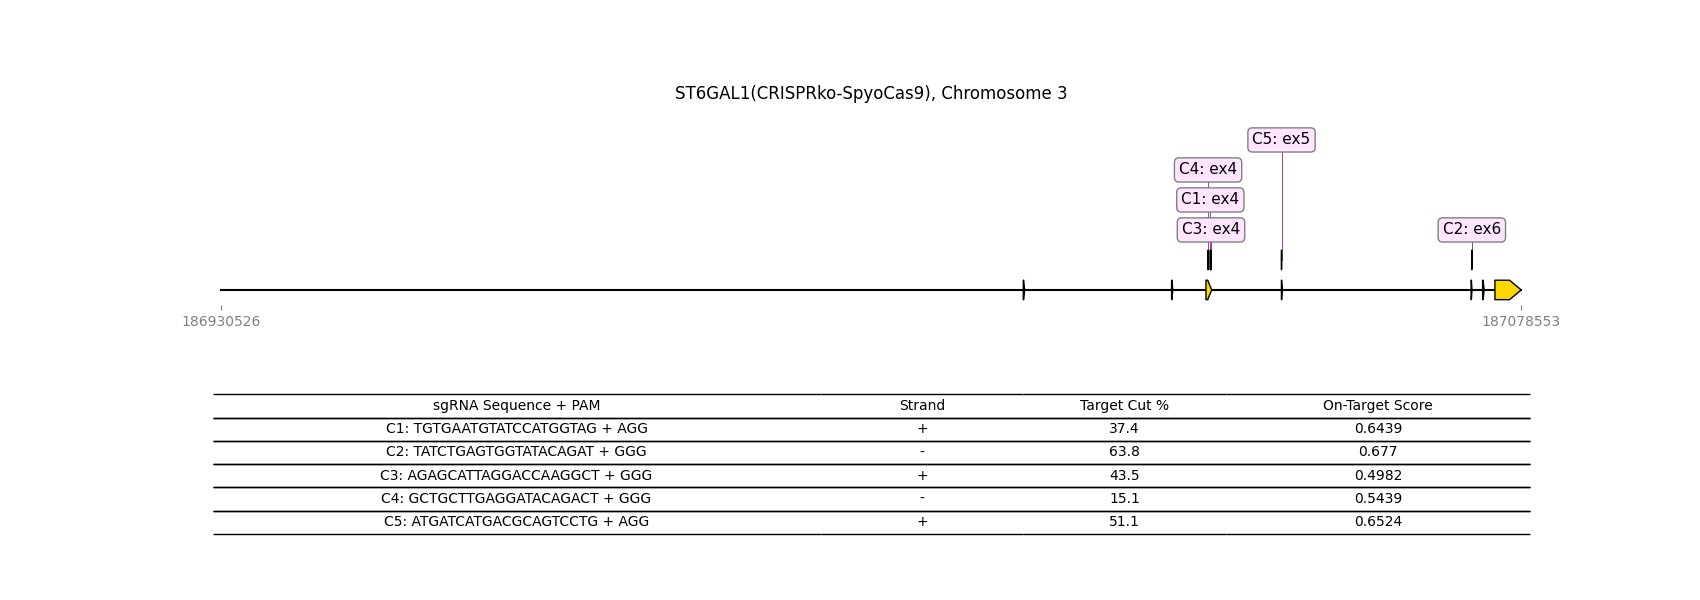 ST6GAL1(CRISPRko-SpyoCas9), Chromosome 3
C5: ex5
C4: ex4
C1: ex4
C3: ex4
C2: ex6
186930526
187078553
sgRNA Sequence + PAM Strand Target Cut % On-Target Score
C1: TGTGAATGTATCCATGGTAG + AGG + 37.4 0.6439
C2: TATCTGAGTGGTATACAGAT + GGG - 63.8 0.677
C3: AGAGCATTAGGACCAAGGCT + GGG + 43.5 0.4982
C4: GCTGCTTGAGGATACAGACT + GGG - 15.1 0.5439
C5: ATGATCATGACGCAGTCCTG + AGG + 51.1 0.6524